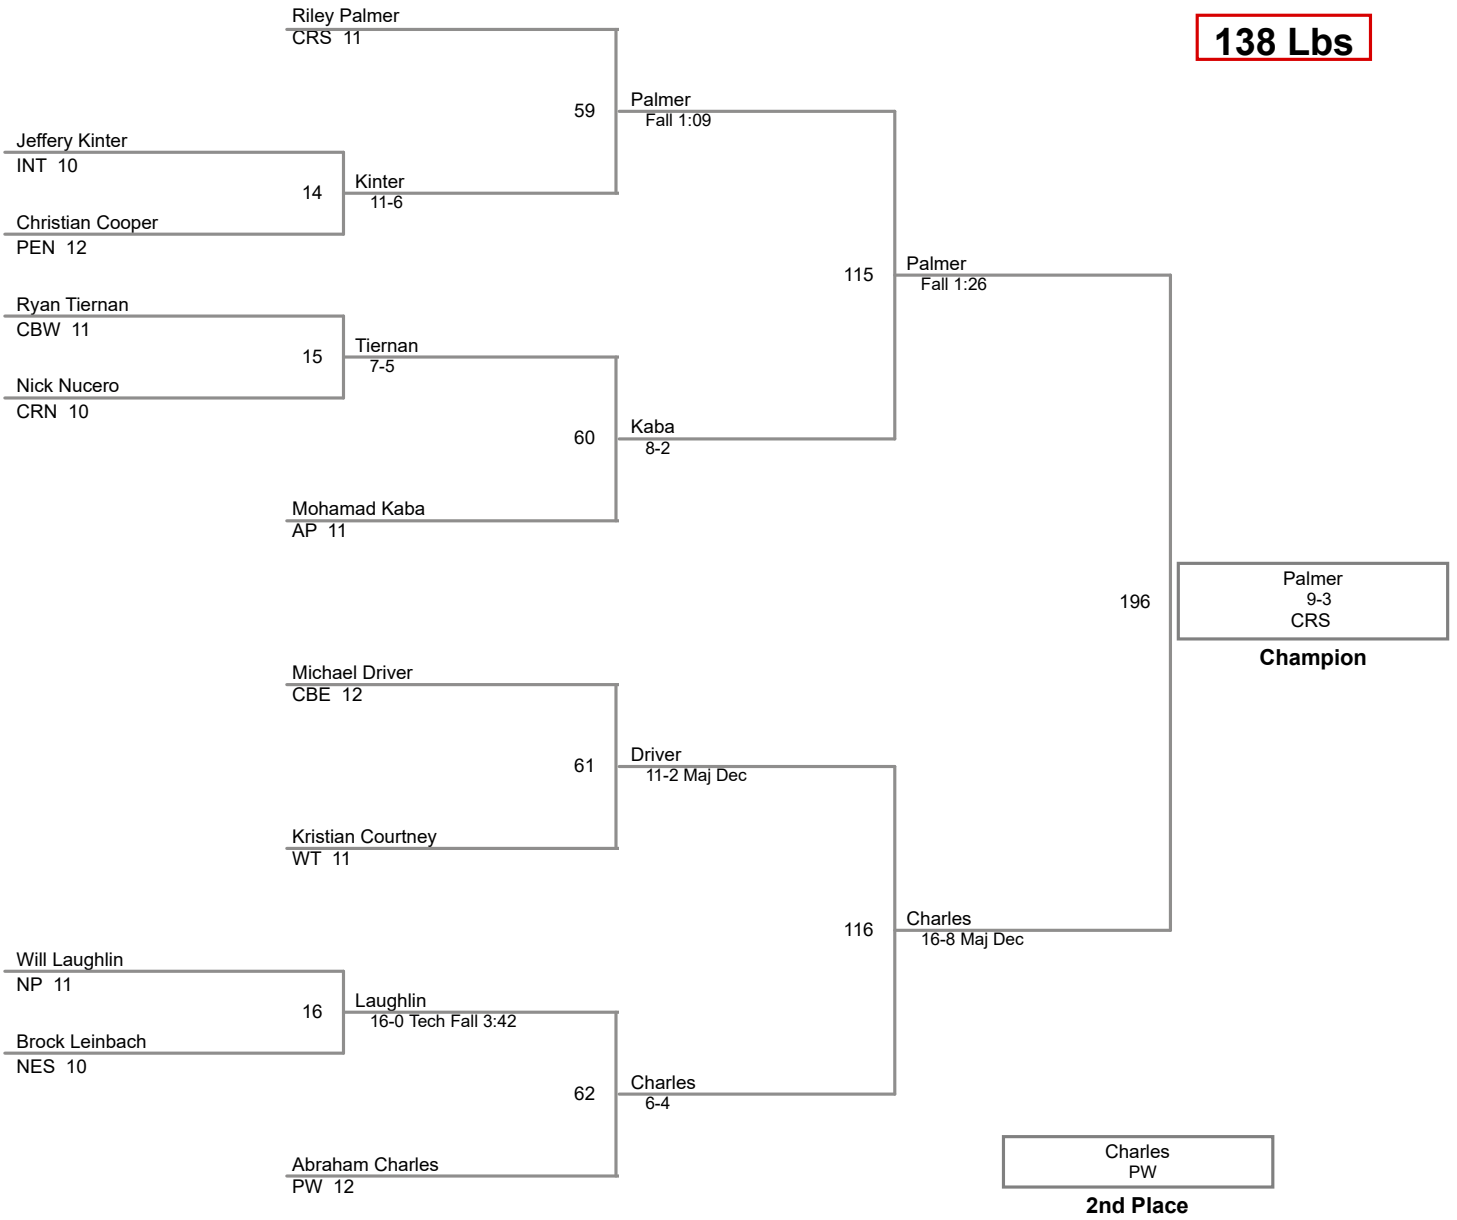 138 Lbs
Riley Palmer
CRS 11
59
Palmer
Fall 1:09
Jeffery Kinter
INT 10
14
Kinter
11-6
Christian Cooper
PEN 12
115
Palmer
Fall 1:26
Ryan Tiernan
CBW 11
15
Tiernan
7-5
Nick Nucero
CRN 10
60
Kaba
8-2
Mohamad Kaba
AP 11
196
Palmer
9-3
CRS
Champion
Michael Driver
CBE 12
61
Driver
11-2 Maj Dec
Kristian Courtney
WT 11
116
Charles
16-8 Maj Dec
Will Laughlin
NP 11
16
Laughlin
16-0 Tech Fall 3:42
Brock Leinbach
NES 10
62
Charles
6-4
Abraham Charles
PW 12
Charles
PW
2nd Place